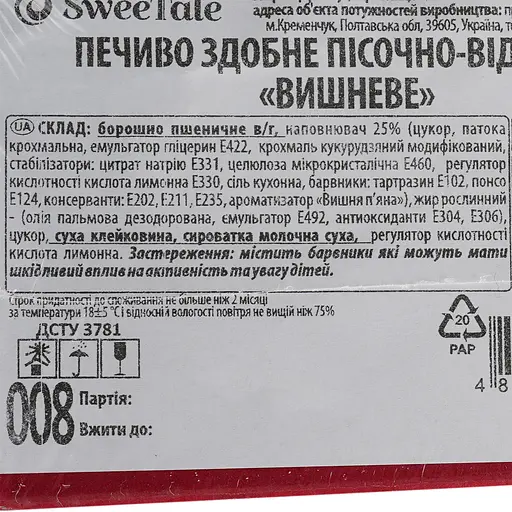 SWEETALE
адреса об'єкта потужностей виробництва:
м.Кременчук, Полтавська обл, 39605, Україна,
ПЕЧИВО ЗДОБНЕ ПІСОЧНО-ВІД
«ВИШНЕВЕ»
UA СКЛАД: борошно пшеничне в/г, наповнювач 25% (цукор, патока
крохмальна, емульгатор гліцерин Е422, крохмаль кукурудзяний модифікований,
стабілізатори: цитрат натрію Е331, целюлоза мікрокристалічна Е460, регулятор
кислотності кислота лимонна Е330, сіль кухонна, барвники: тартразин Е102, понсо
Е124, консерванти: Е202, Е211, Е235, ароматизатор «Вишня п'яна»), жир рослинний
- (олія пальмова дезодорована, емульгатор Е492, антиоксиданти Е304, Е306),
цукор, суха клейковина, сироватка молочна суха, регулятор кислотності
кислота лимонна. Застереження: містить барвники які можуть мати
шкідливий вплив на активність та увагу дітей.
Строк придатності до споживання не більше ніж 2 місяці
за температури 18±5 °С і відносній вологості повітря не вищій ніж 75%
ДСТУ 3781
20
PAP
4 8
008 Партія:
Вжити до: